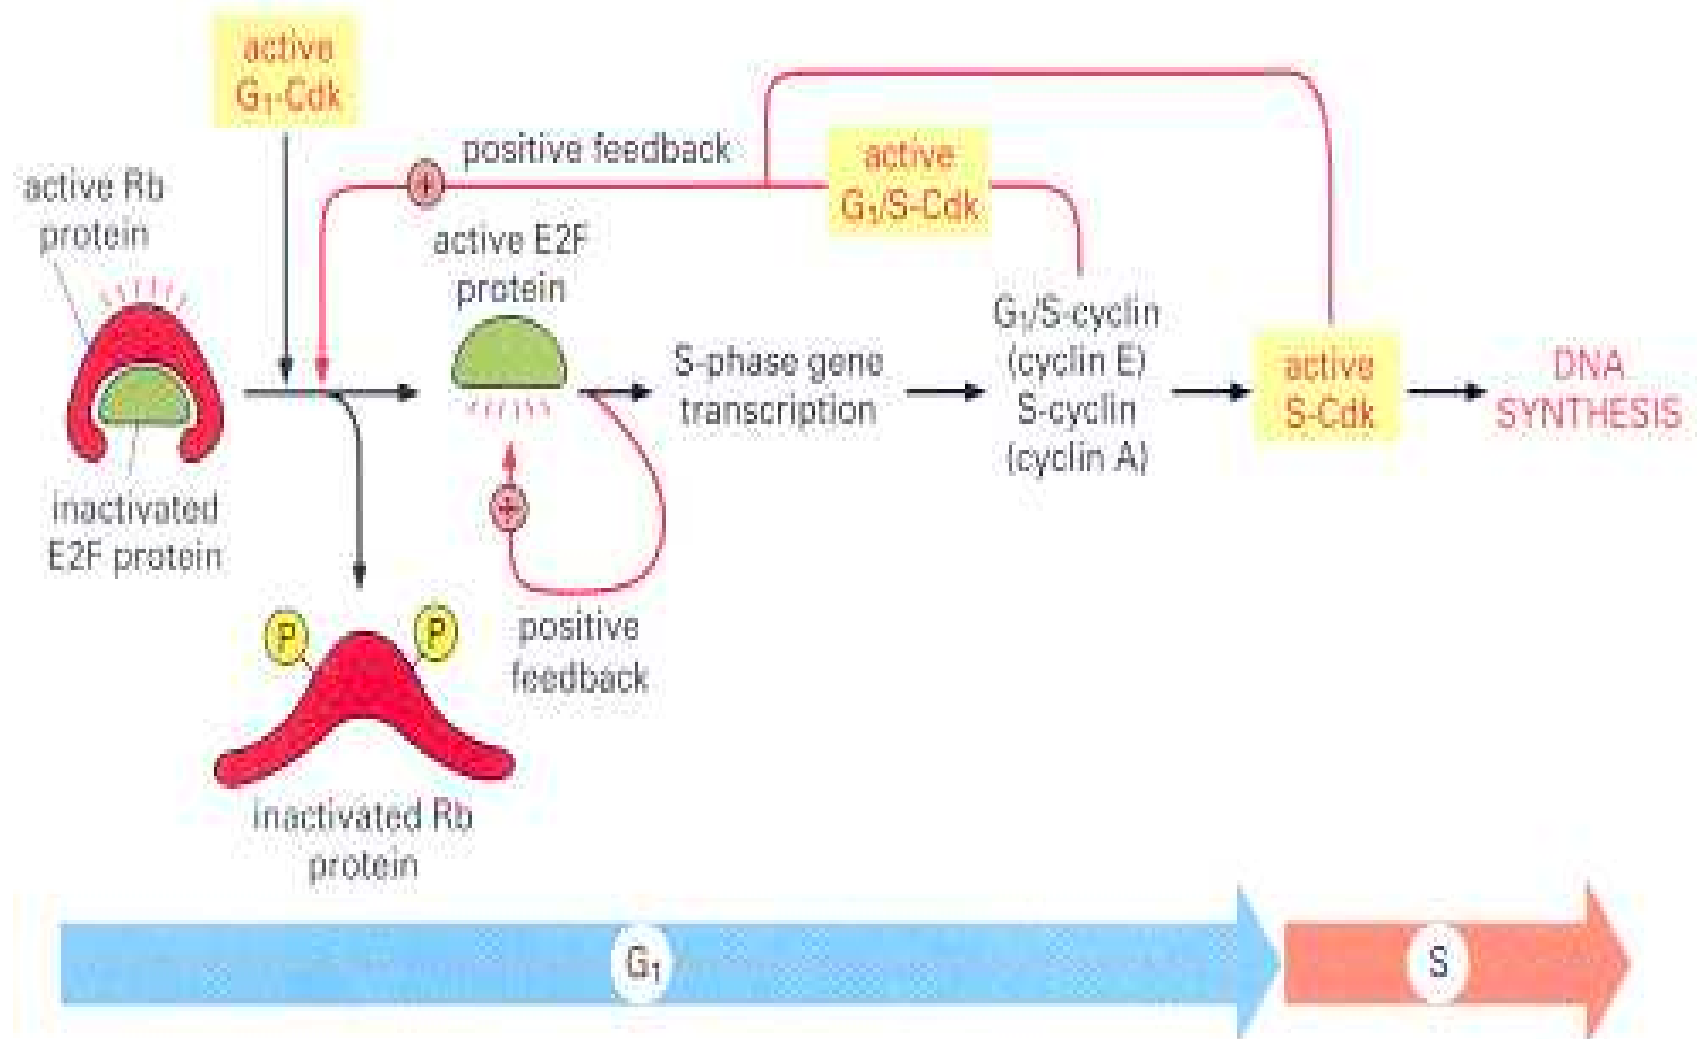 active
G₁-Cdk
positive feedback
active
G₁/S-Cdk
active Rb
protein
active E2F
protein
G₁/S-cyclin
(cyclin E)
S-cyclin
(cyclin A)
S-phase gene
transcription
active
S-Cdk
DNA
SYNTHESIS
inactivated
E2F protein
P
P
positive
feedback
inactivated Rb
protein
G₁
S